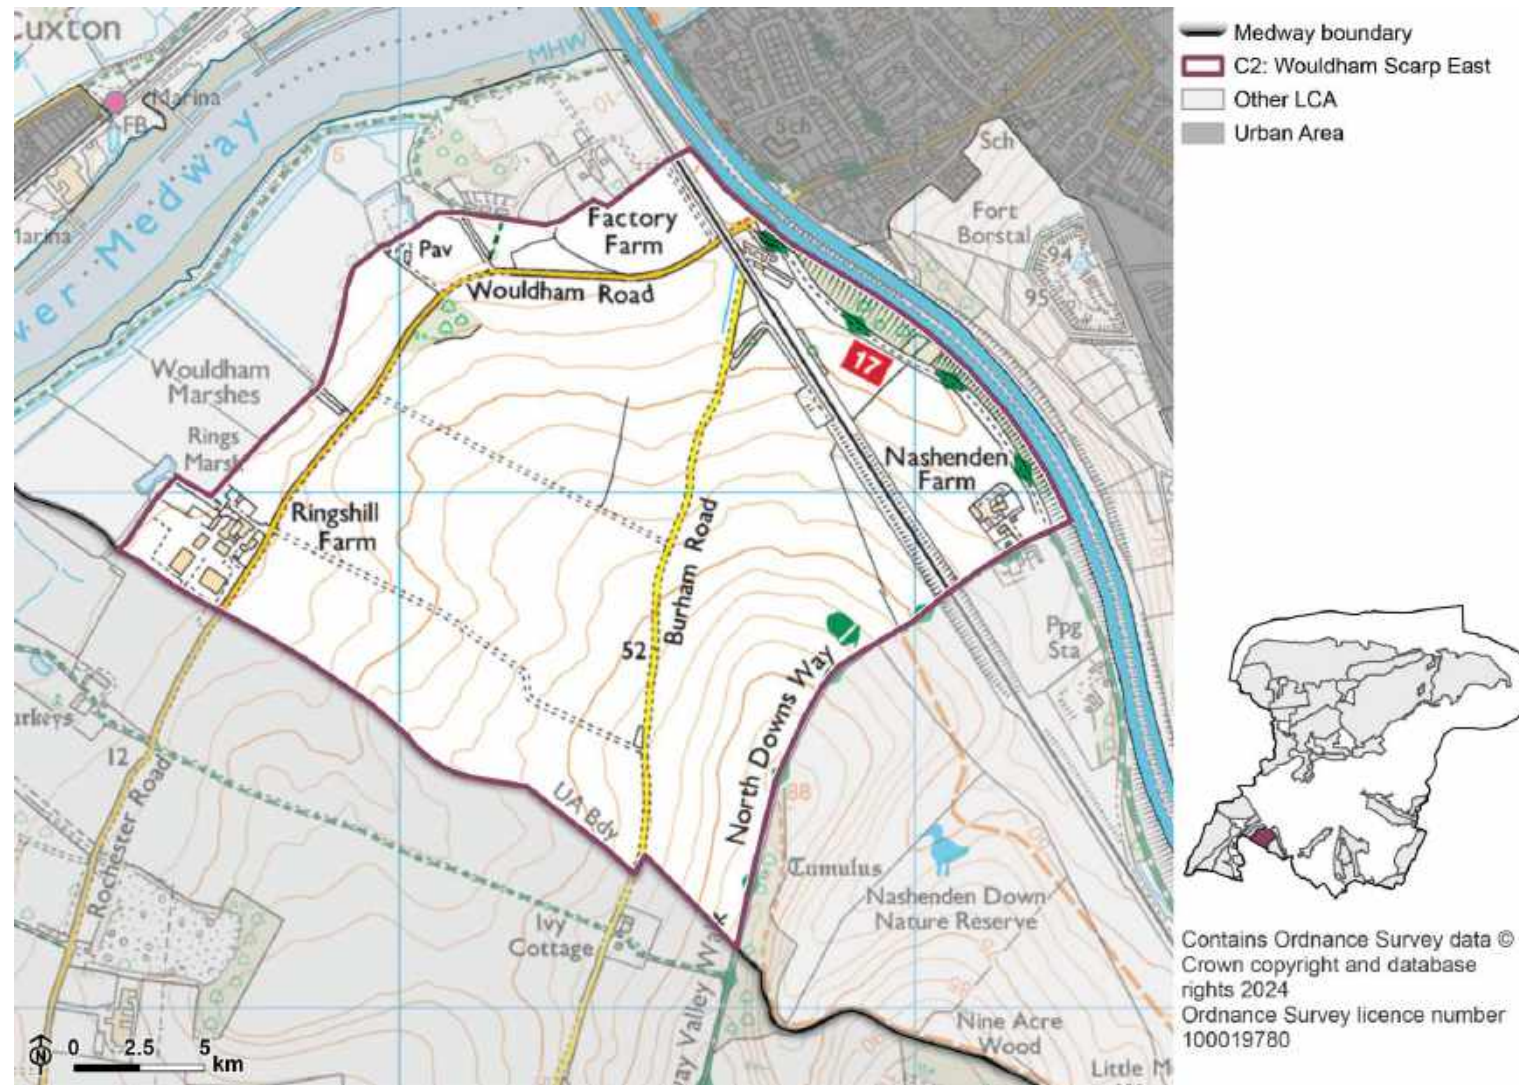 Cuxton
Marina
FB
MHW
River Medway
Marina
10
5
Sch
Sch
Fort
Borstal
94
95
Factory
Farm
Pav
Wouldham Road
17
Wouldham
Marshes
Rings
Marsh
Nashenden
Farm
Ringshill
Farm
Burham Road
52
Ppg
Sta
North Downs Way
UA Bdy
12
Rochester Road
88
Tumulus
Nashenden Down
Nature Reserve
Ivy
Cottage
Nine Acre
Wood
Little M
0 2.5 5
km
N
Medway boundary
C2: Wouldham Scarp East
Other LCA
Urban Area
Contains Ordnance Survey data ©
Crown copyright and database
rights 2024
Ordnance Survey licence number
100019780